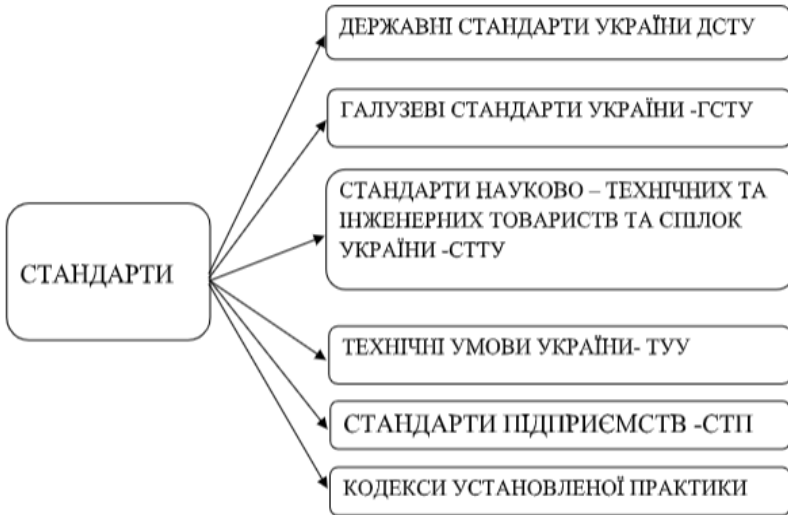 ДЕРЖАВНІ СТАНДАРТИ УКРАЇНИ ДСТУ
ГАЛУЗЕВІ СТАНДАРТИ УКРАЇНИ -ГСТУ
СТАНДАРТИ НАУКОВО – ТЕХНІЧНИХ ТА
ІНЖЕНЕРНИХ ТОВАРИСТВ ТА СПІЛОК
УКРАЇНИ -СТТУ
СТАНДАРТИ
ТЕХНІЧНІ УМОВИ УКРАЇНИ- ТУУ
СТАНДАРТИ ПІДПРИЄМСТВ -СТП
КОДЕКСИ УСТАНОВЛЕНОЇ ПРАКТИКИ